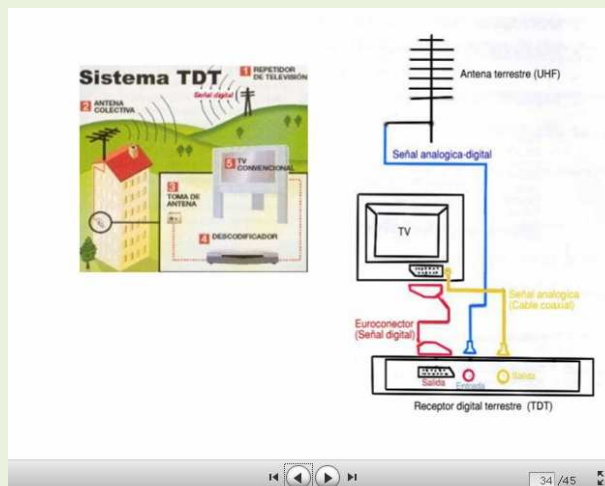 Sistema TDT
1 REPETIDOR
DE TELEVISIÓN
Señal digital
2 ANTENA
COLECTIVA
5 TV
CONVENCIONAL
3
TOMA DE
ANTENA
4 DESCODIFICADOR
Antena terrestre (UHF)
Señal analogica-digital
TV
Señal analogica
(Cable coaxial)
Euroconector
(Señal digital)
Salida
Entrada
Salida
Receptor digital terrestre (TDT)
34 /45